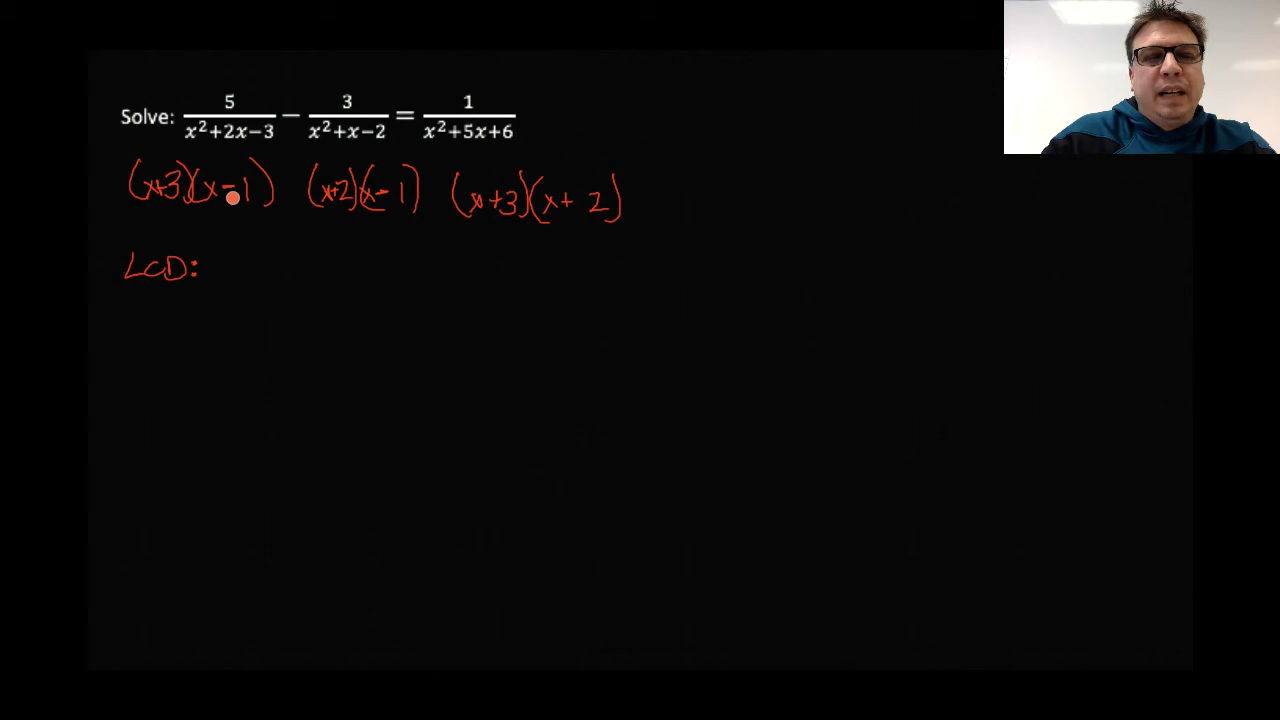 Solve: 5/(x²+2x−3) − 3/(x²+x−2) = 1/(x²+5x+6)
(x+3)(x−1) (x+2)(x−1) (x+3)(x+2)
LCD: